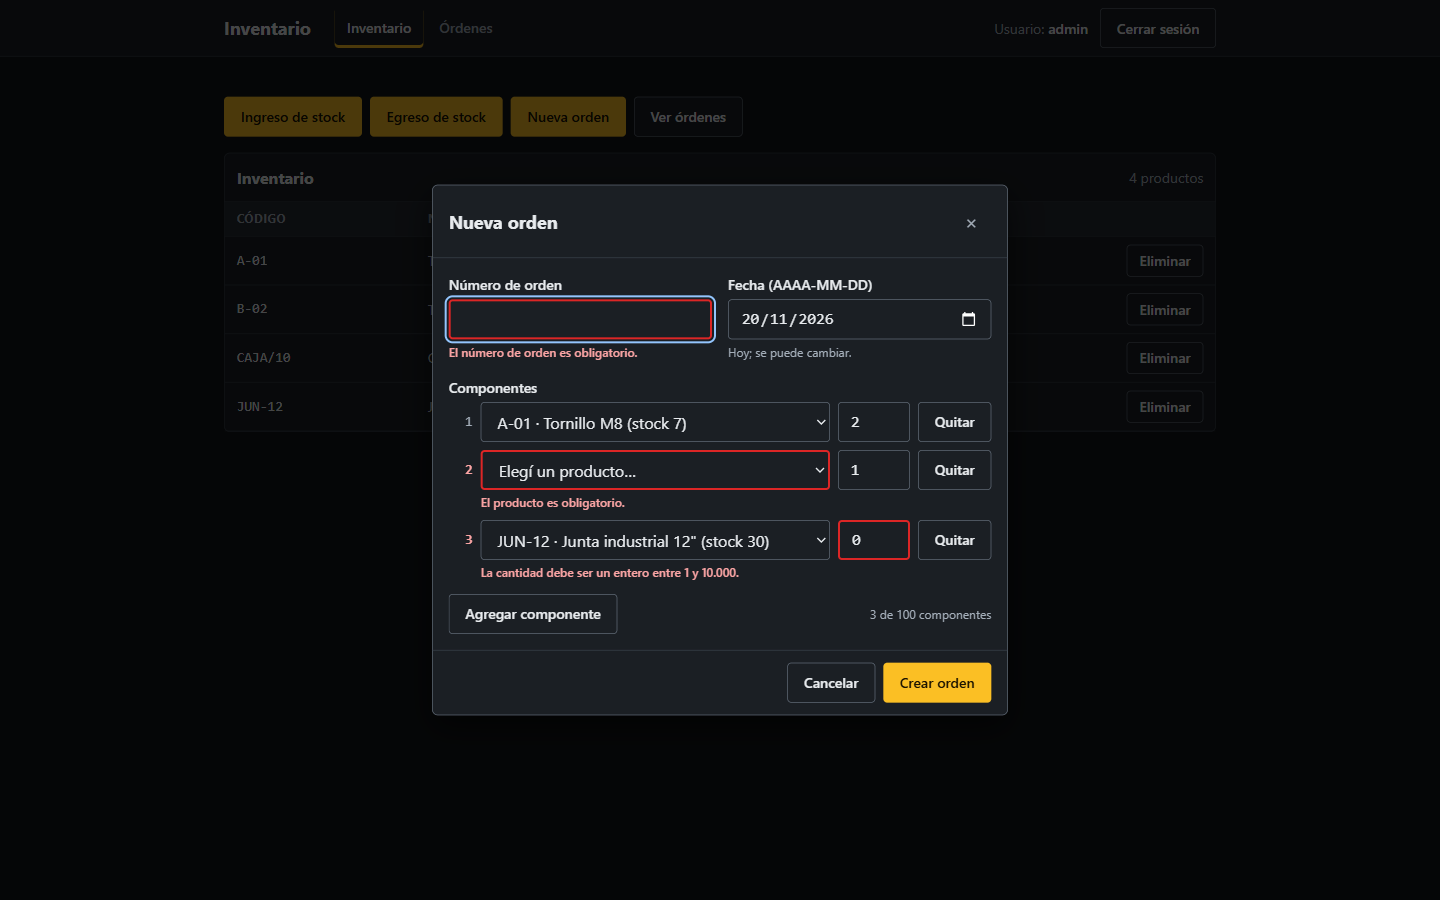 Inventario Inventario Órdenes Usuario: admin Cerrar sesión
Ingreso de stock Egreso de stock Nueva orden Ver órdenes
Inventario 4 productos
CÓDIGO
A-01 Eliminar
B-02 Eliminar
CAJA/10 Eliminar
JUN-12 Eliminar
Nueva orden ×
Número de orden Fecha (AAAA-MM-DD)
20/11/2026
El número de orden es obligatorio. Hoy; se puede cambiar.
Componentes
1 A-01 · Tornillo M8 (stock 7) 2 Quitar
2 Elegí un producto... 1 Quitar
El producto es obligatorio.
3 JUN-12 · Junta industrial 12" (stock 30) 0 Quitar
La cantidad debe ser un entero entre 1 y 10.000.
Agregar componente 3 de 100 componentes
Cancelar Crear orden